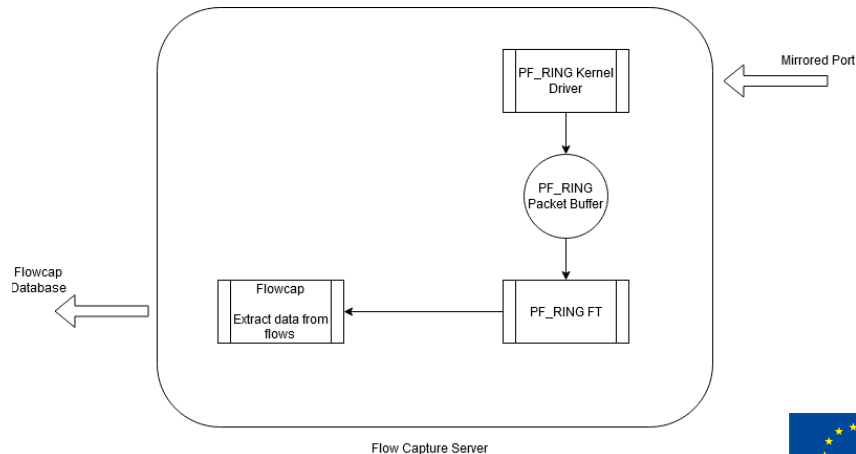 PF_RING Kernel
Driver
Mirrored Port
PF_RING
Packet Buffer
Flowcap
Database
Flowcap
Extract data from
flows
PF_RING FT
Flow Capture Server